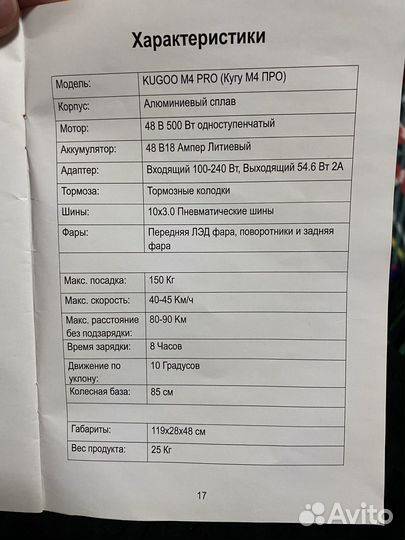 Характеристики
Модель: KUGOO M4 PRO (Кугу М4 ПРО)
Корпус: Алюминиевый сплав
Мотор: 48 В 500 Вт одноступенчатый
Аккумулятор: 48 В18 Ампер Литиевый
Адаптер: Входящий 100-240 Вт, Выходящий 54.6 Вт 2А
Тормоза: Тормозные колодки
Шины: 10x3.0 Пневматические шины
Фары: Передняя ЛЭД фара, поворотники и задняя
фара
Макс. посадка: 150 Кг
Макс. скорость: 40-45 Км/ч
Макс. расстояние 80-90 Км
без подзарядки:
Время зарядки: 8 Часов
Движение по 10 Градусов
уклону:
Колесная база: 85 см
Габариты: 119x28x48 см
Вес продукта: 25 Кг
17
Avito